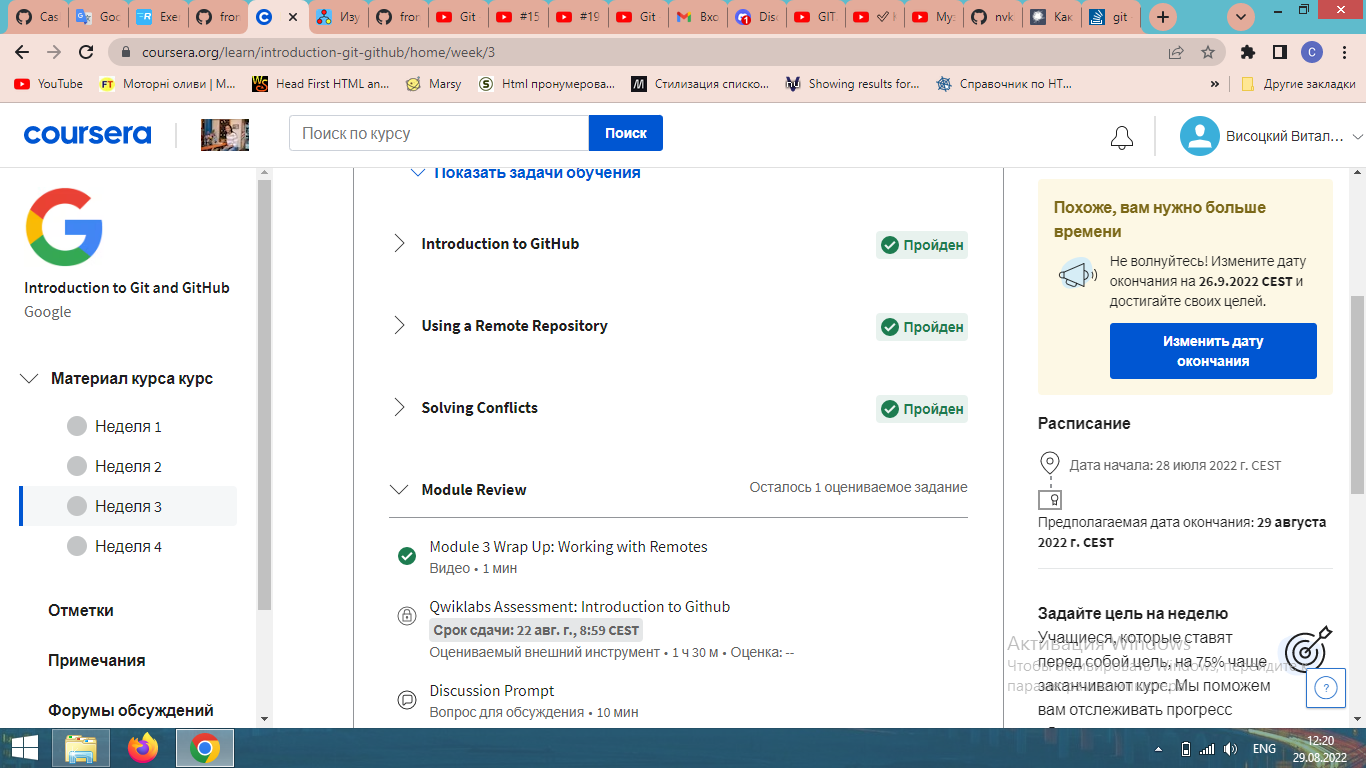 Cas
Goo
Exe
fron
Изу
fron
Git
#15
#19
Git
Вхо
Disc
GIT
Му
nvk
Как
git
coursera.org/learn/introduction-git-github/home/week/3
C
YouTube
Моторні оливи | М...
Head First HTML an...
Marsy
Html пронумерова...
Стилизация списко...
Showing results for...
Справочник по HT...
»
Другие закладки
coursera
Поиск по курсу
Поиск
Високций Витал...
Introduction to Git and GitHub
Google
Материал курса курс
Неделя 1
Неделя 2
Неделя 3
Неделя 4
Отметки
Примечания
Форумы обсуждений
Показать задачи обучения
Introduction to GitHub
Пройден
Using a Remote Repository
Пройден
Solving Conflicts
Пройден
Module Review
Осталось 1 оцениваемое задание
Module 3 Wrap Up: Working with Remotes
Видео • 1 мин
Qwiklabs Assessment: Introduction to Github
Срок сдачи: 22 авг. г., 8:59 CEST
Оцениваемый внешний инструмент • 1 ч 30 м • Оценка: --
Discussion Prompt
Вопрос для обсуждения • 10 мин
Похоже, вам нужно больше
времени
Не волнуйтесь! Измените дату
окончания на 26.9.2022 CEST и
достигайте своих целей.
Изменить дату
окончания
Расписание
Дата начала: 28 июля 2022 г. CEST
Предполагаемая дата окончания: 29 августа
2022 г. CEST
Задайте цель на неделю
Учащиеся, которые ставят
перед собой цель, на 75% чаще
заканчивают курс. Мы поможем
вам отслеживать прогресс
Активация Windows
ENG
12:20
29.08.2022